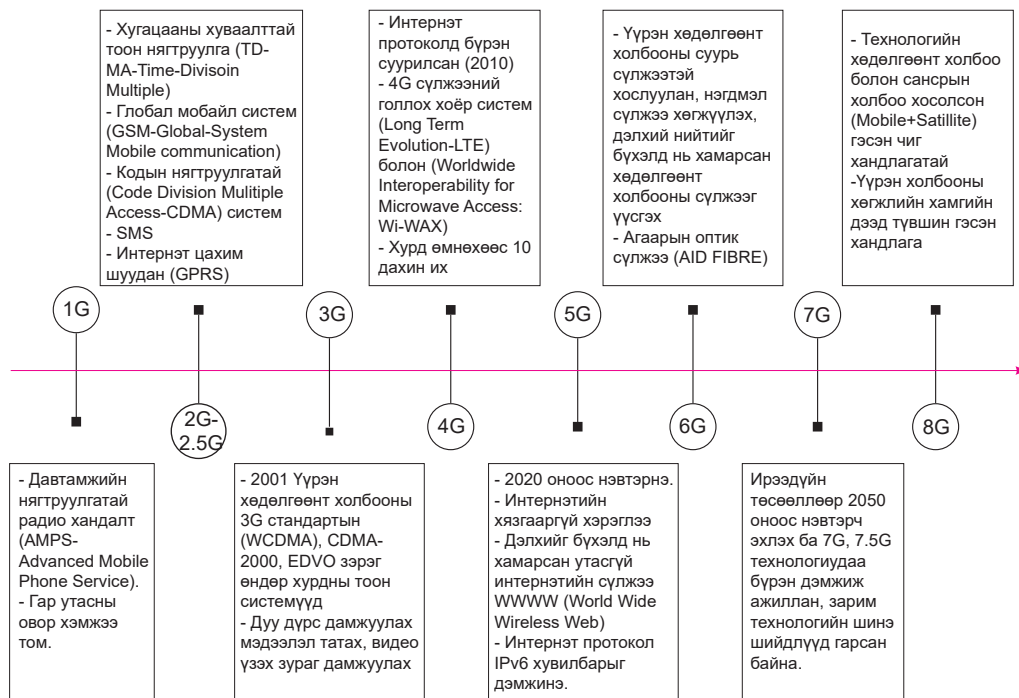 - Хугацааны хуваалттай
тоон нягтруулга (TD-
MA-Time-Divisoin
Multiple)
- Глобал мобайл систем
(GSM-Global-System
Mobile communication)
- Кодын нягтруулгатай
(Code Division Mulitiple
Access-CDMA) систем
- SMS
- Интернэт цахим
шуудан (GPRS)
- Интернэт
протоколд бүрэн
суурилсан (2010)
- 4G сүлжээний
голлох хоёр систем
(Long Term
Evolution-LTE)
болон (Worldwide
Interoperability for
Microwave Access:
Wi-WAX)
- Хурд өмнөхөөс 10
дахин их
- Үүрэн хөдөлгөөнт
холбооны суурь
сүлжээтэй
хослуулан, нэгдмэл
сүлжээ хөгжүүлэх,
дэлхий нийтийг
бүхэлд нь хамарсан
хөдөлгөөнт
холбооны сүлжээг
үүсгэх
- Агаарын оптик
сүлжээ (AID FIBRE)
- Технологийн
хөдөлгөөнт холбоо
болон сансрын
холбоо хосолсон
(Mobile+Satillite)
гэсэн чиг
хандлагатай
-Үүрэн холбооны
хөгжлийн хамгийн
дээд түвшин гэсэн
хандлага
1G
3G
5G
7G
2G-
2.5G
4G
6G
8G
- Давтамжийн
нягтруулгатай
радио хандалт
(AMPS-
Advanced Mobile
Phone Service).
- Гар утасны
овор хэмжээ
том.
- 2001 Үүрэн
хөдөлгөөнт холбооны
3G стандартын
(WCDMA), CDMA-
2000, EDVO зэрэг
өндөр хурдны тоон
системүүд
- Дуу дүрс дамжуулах
мэдээлэл татах, видео
үзэх зураг дамжуулах
- 2020 оноос нэвтэрнэ.
- Интернэтийн
хязгааргүй хэрэглээ
- Дэлхийг бүхэлд нь
хамарсан утасгүй
интернэтийн сүлжээ
WWWW (World Wide
Wireless Web)
- Интернэт протокол
IPv6 хувилбарыг
дэмжинэ.
Ирээдүйн
төсөөллөөр 2050
оноос нэвтэрч
эхлэх ба 7G, 7.5G
технологиудаа
бүрэн дэмжиж
ажиллан, зарим
технологийн шинэ
шийдлүүд гарсан
байна.